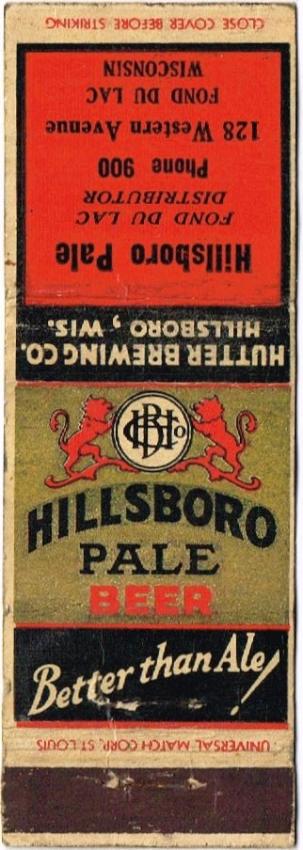 CLOSE COVER BEFORE STRIKING
Hillsboro Pale
FOND DU LAC
DISTRIBUTOR
Phone 900
128 Western Avenue
FOND DU LAC
WISCONSIN
HUTTER BREWING CO.
HILLSBORO, WIS.
HBCo
HILLSBORO
PALE
BEER
Better than Ale!
UNIVERSAL MATCH CORP. ST. LOUIS